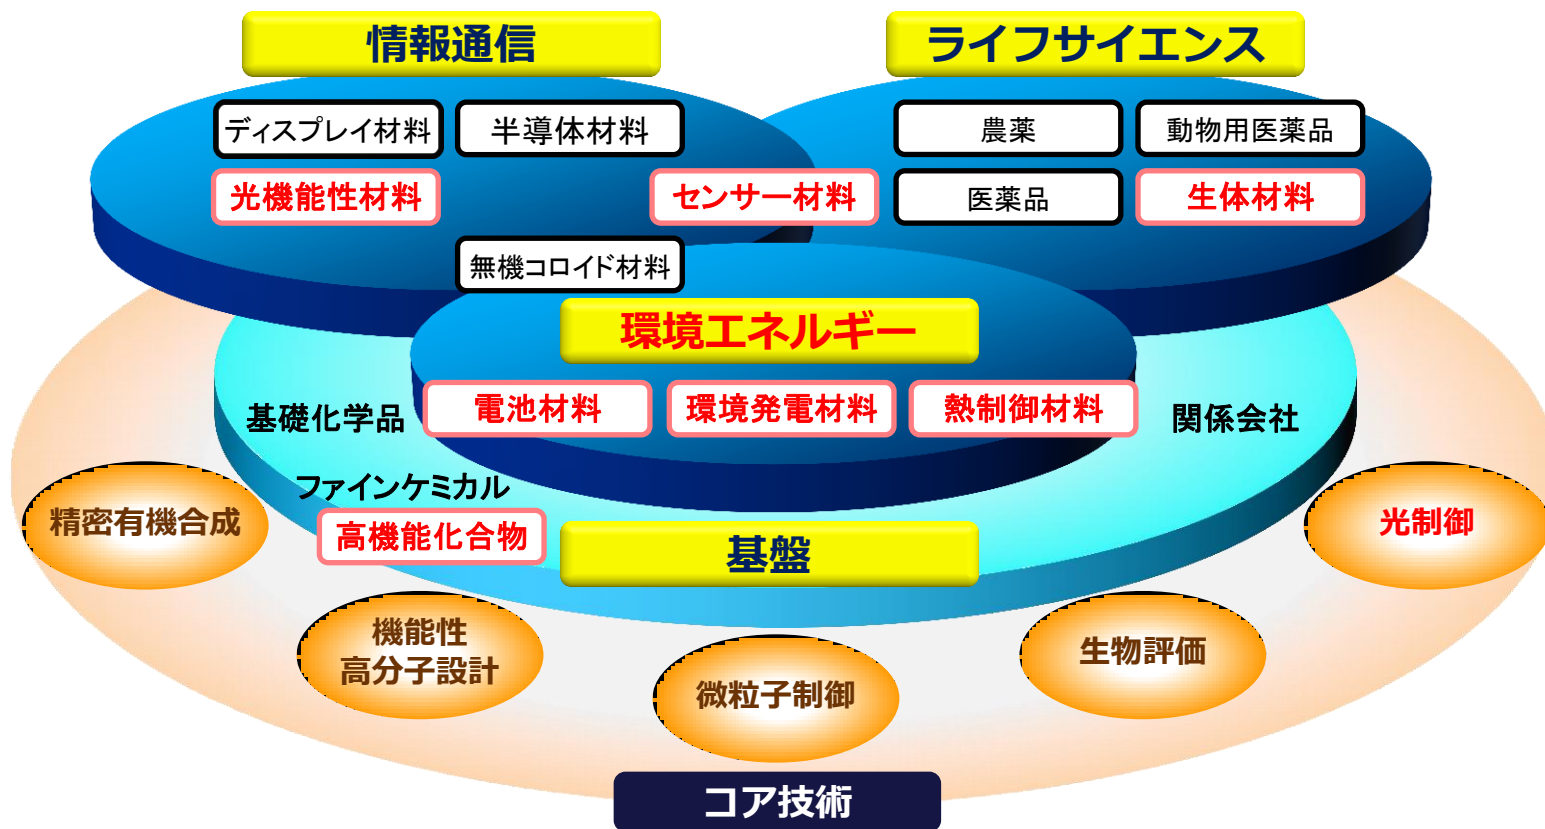 情報通信
ライフサイエンス
ディスプレイ材料
半導体材料
農薬
動物用医薬品
光機能性材料
センサー材料
医薬品
生体材料
無機コロイド材料
環境エネルギー
電池材料
環境発電材料
熱制御材料
基礎化学品
関係会社
ファインケミカル
高機能化合物
基盤
精密有機合成
光制御
機能性
高分子設計
微粒子制御
生物評価
コア技術